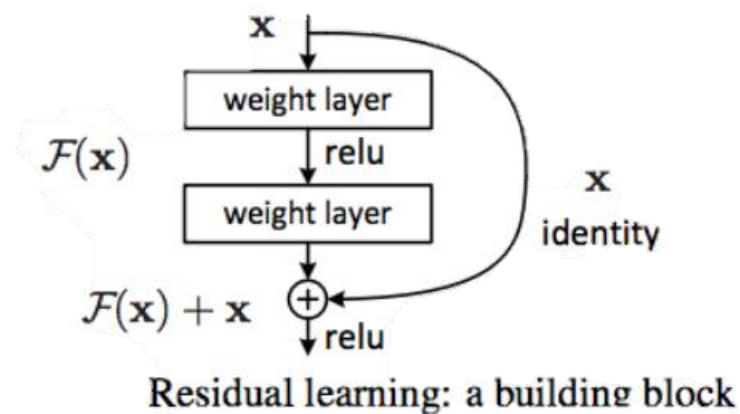 x
weight layer
F(x)
relu
weight layer
x
identity
F(x) + x
relu
Residual learning: a building block